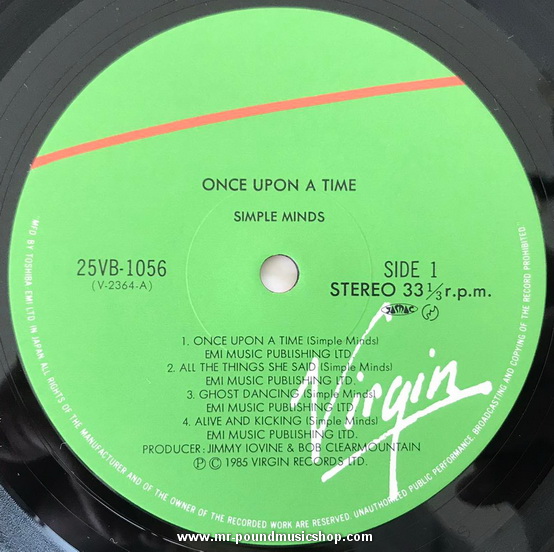 ONCE UPON A TIME
SIMPLE MINDS
25VB-1056
(V-2364-A)
SIDE 1
STEREO 33 1/3 r.p.m.
JASRAC
1. ONCE UPON A TIME (Simple Minds)
EMI MUSIC PUBLISHING LTD.
2. ALL THE THINGS SHE SAID (Simple Minds)
EMI MUSIC PUBLISHING LTD.
3. GHOST DANCING (Simple Minds)
EMI MUSIC PUBLISHING LTD.
4. ALIVE AND KICKING (Simple Minds)
EMI MUSIC PUBLISHING LTD.
PRODUCER: JIMMY IOVINE & BOB CLEARMOUNTAIN
Ⓟ © 1985 VIRGIN RECORDS LTD.
Virgin
MFD BY TOSHIBA EMI LTD IN JAPAN ALL RIGHTS OF THE MANUFACTURER AND OF THE OWNER OF THE RECORDED WORK ARE RESERVED. UNAUTHORIZED PUBLIC PERFORMANCE, BROADCASTING AND COPYING OF THE RECORD PROHIBITED
www.mr-poundmusicshop.com